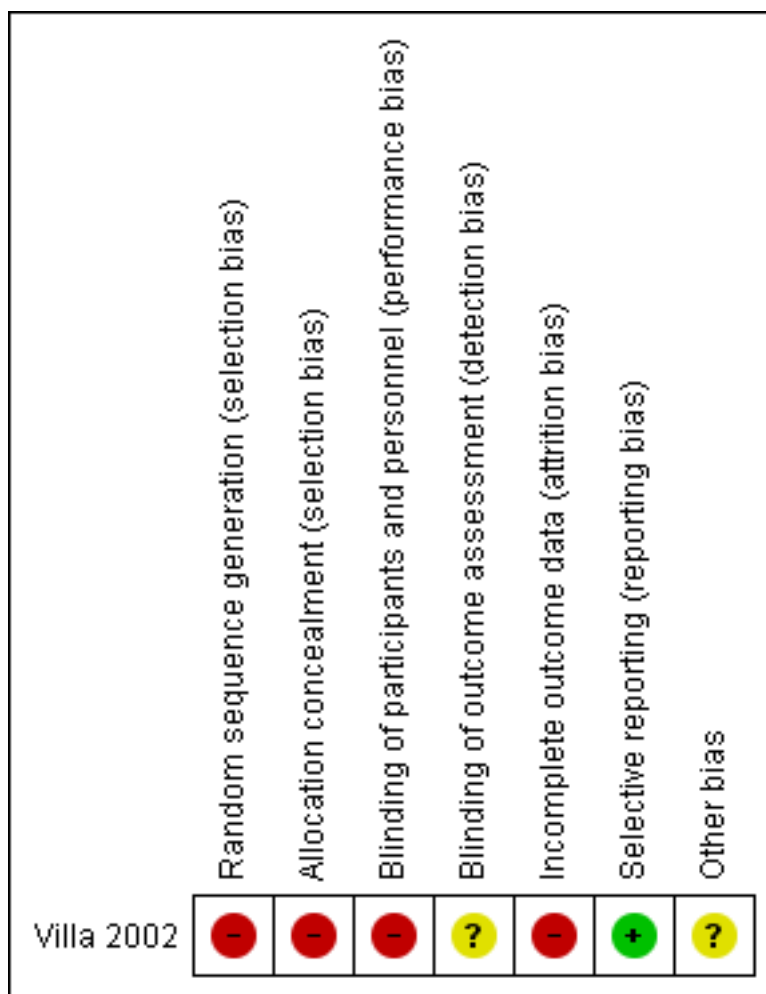 Random sequence generation (selection bias)
Allocation concealment (selection bias)
Blinding of participants and personnel (performance bias)
Blinding of outcome assessment (detection bias)
Incomplete outcome data (attrition bias)
Selective reporting (reporting bias)
Other bias
Villa 2002 - - - ? - + ?